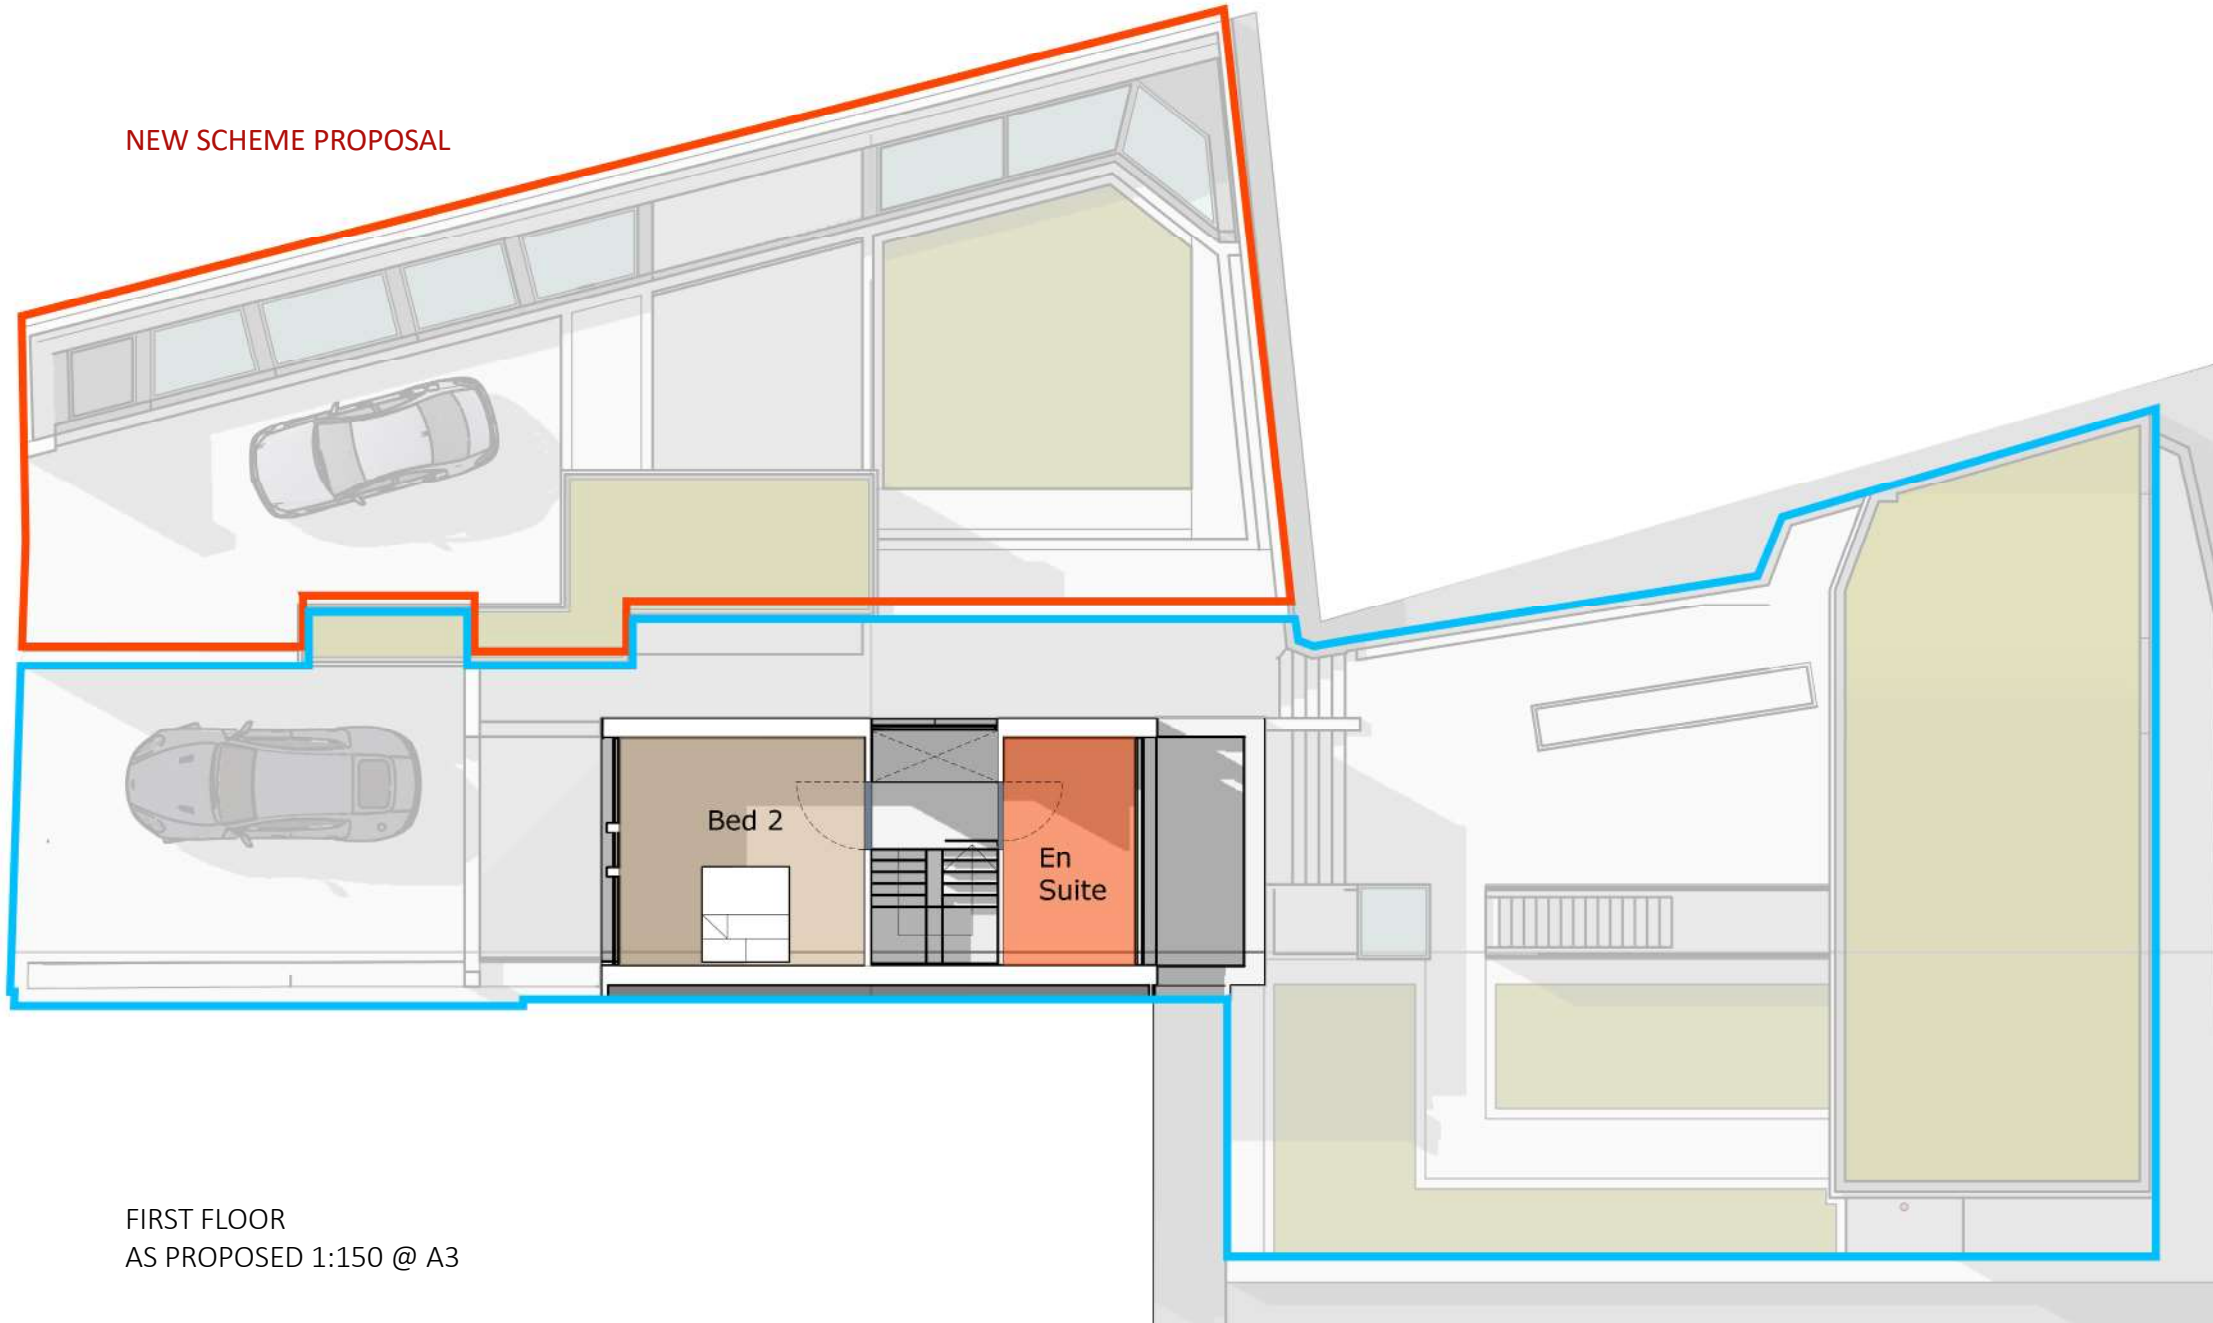 NEW SCHEME PROPOSAL
Bed 2
En
Suite
FIRST FLOOR
AS PROPOSED 1:150 @ A3